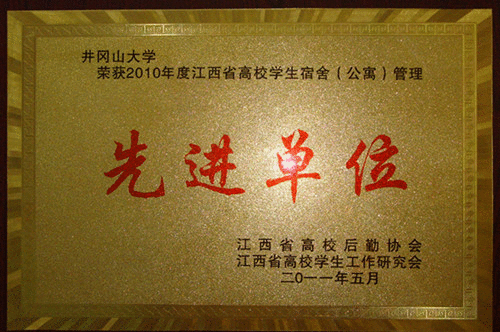 井冈山大学
荣获2010年度江西省高校学生宿舍（公寓）管理
先进单位
江西省高校后勤协会
江西省高校学生工作研究会
二0一一年五月